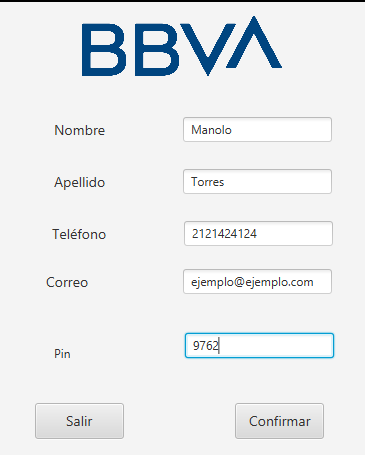 BBVA
Nombre Manolo
Apellido Torres
Teléfono 2121424124
Correo ejemplo@ejemplo.com
Pin 9762
Salir Confirmar